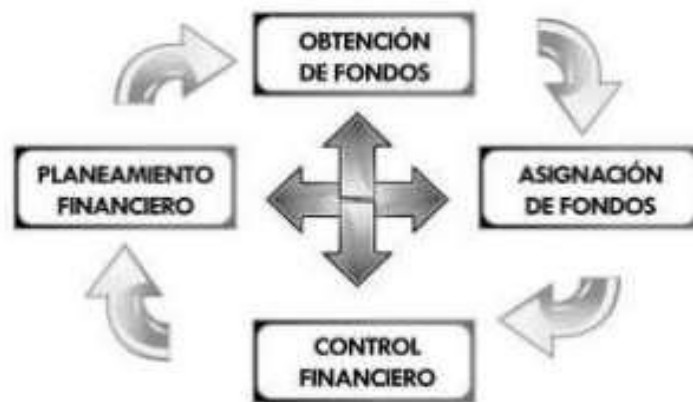 OBTENCIÓN
DE FONDOS
PLANEAMIENTO
FINANCIERO
ASIGNACIÓN
DE FONDOS
CONTROL
FINANCIERO